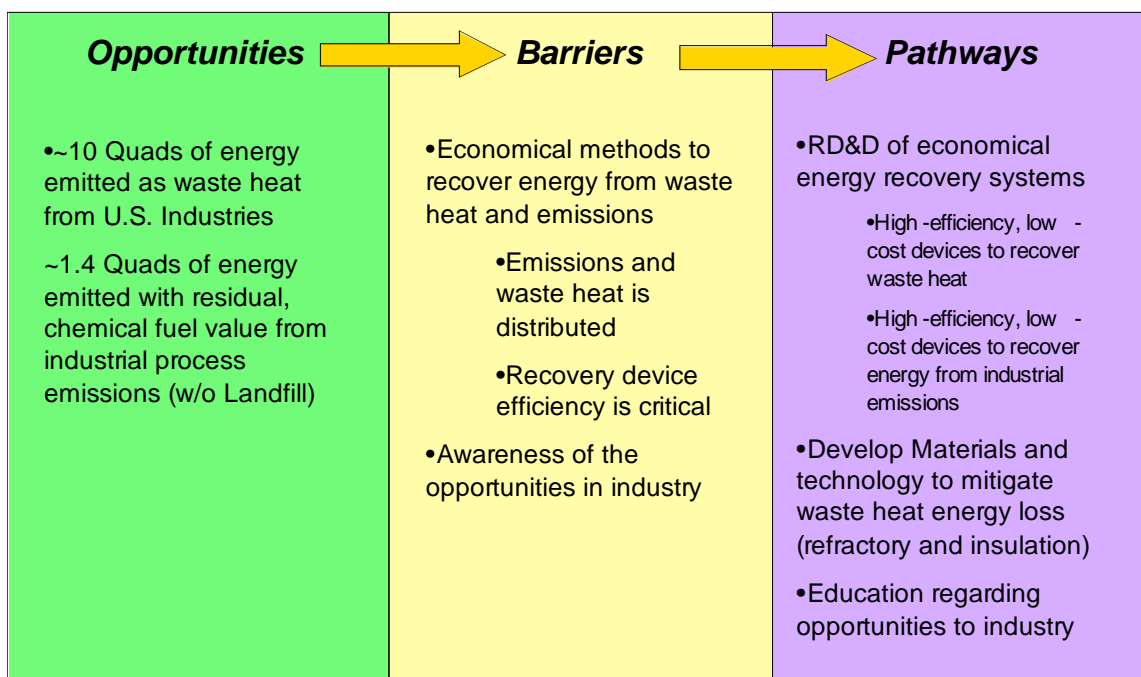 Opportunities
Barriers
Pathways
•~10 Quads of energy
emitted as waste heat
from U.S. Industries
~1.4 Quads of energy
emitted with residual,
chemical fuel value from
industrial process
emissions (w/o Landfill)
•Economical methods to
recover energy from waste
heat and emissions
•Emissions and
waste heat is
distributed
•Recovery device
efficiency is critical
•Awareness of the
opportunities in industry
•RD&D of economical
energy recovery systems
•High -efficiency, low -
cost devices to recover
waste heat
•High -efficiency, low -
cost devices to recover
energy from industrial
emissions
•Develop Materials and
technology to mitigate
waste heat energy loss
(refractory and insulation)
•Education regarding
opportunities to industry